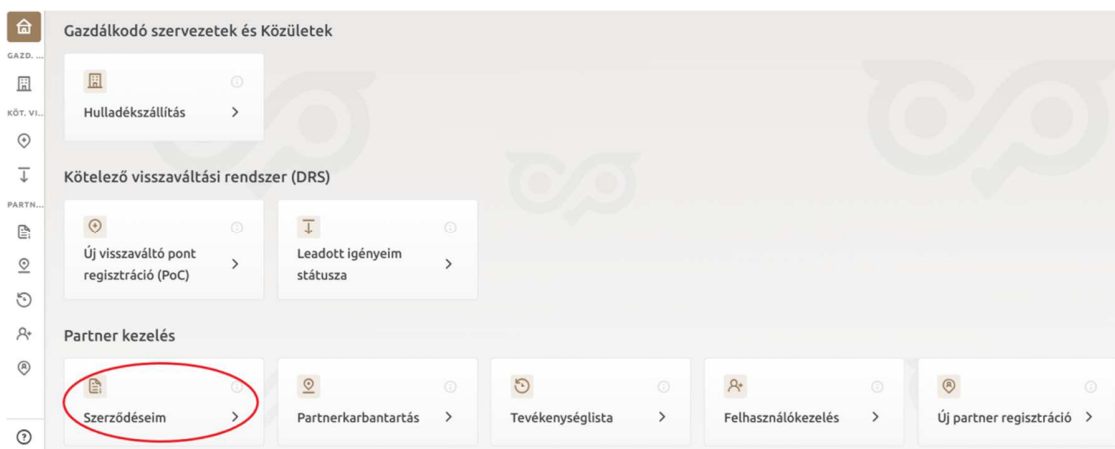 Gazdálkodó szervezetek és Közületek
GAZD. ...
Hulladékszállítás
KÖT. VI...
Kötelező visszaváltási rendszer (DRS)
PARTN...
Új visszaváltó pont
regisztráció (PoC)
Leadott igényeim
státusza
Partner kezelés
Szerződéseim
Partnerkarbantartás
Tevékenységlista
Felhasználókezelés
Új partner regisztráció